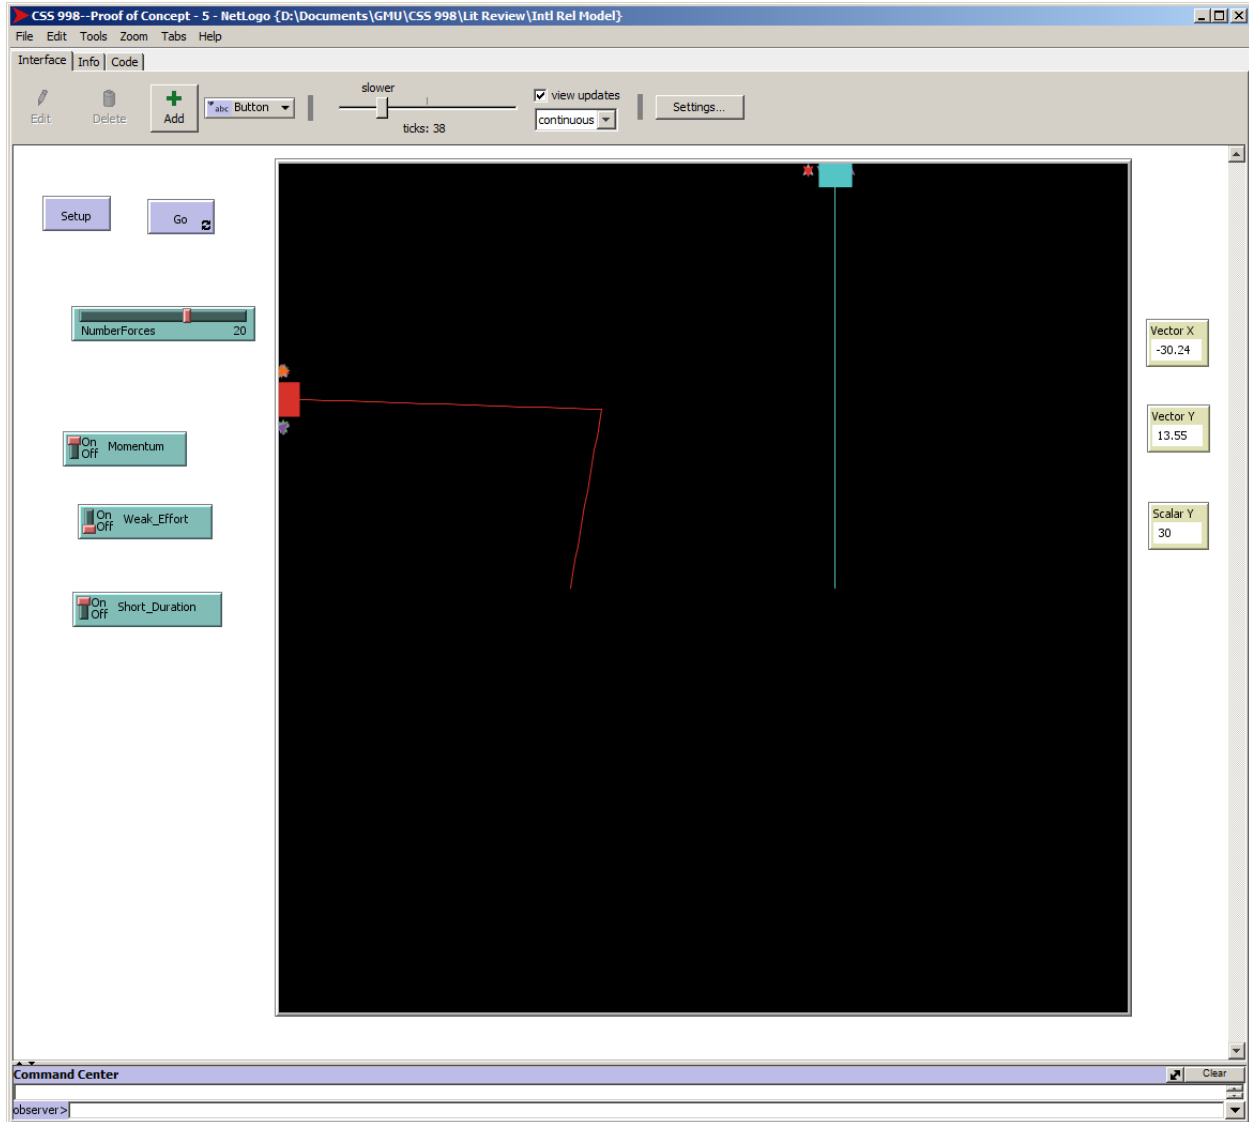 CSS 998--Proof of Concept - 5 - NetLogo {D:\Documents\GMU\CSS 998\Lit Review\Intl Rel Model}
File Edit Tools Zoom Tabs Help
Interface Info Code
Edit
Delete
Add
abc Button
slower
ticks: 38
view updates
continuous
Settings...
Setup
Go
NumberForces 20
On
Off
Momentum
On
Off
Weak_Effort
On
Off
Short_Duration
Vector X
-30.24
Vector Y
13.55
Scalar Y
30
Command Center
Clear
observer>